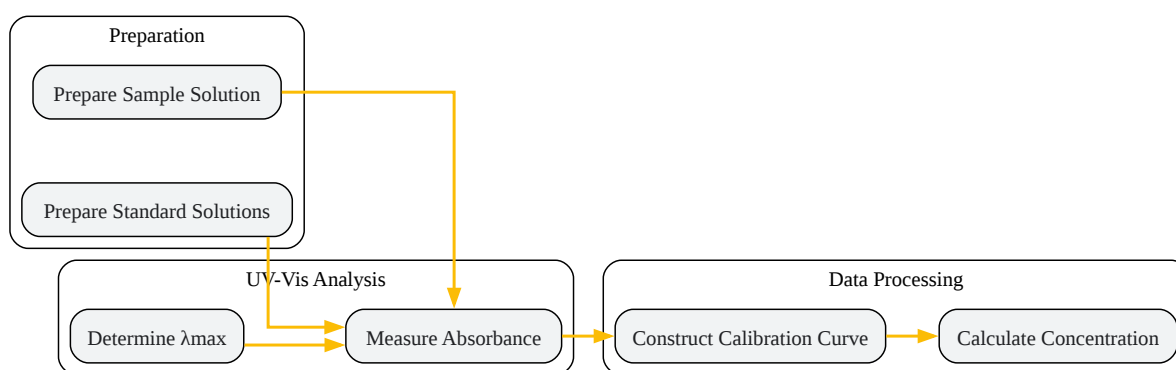 Preparation
Prepare Sample Solution
Prepare Standard Solutions
UV-Vis Analysis
Data Processing
Determine λmax
Measure Absorbance
Construct Calibration Curve
Calculate Concentration